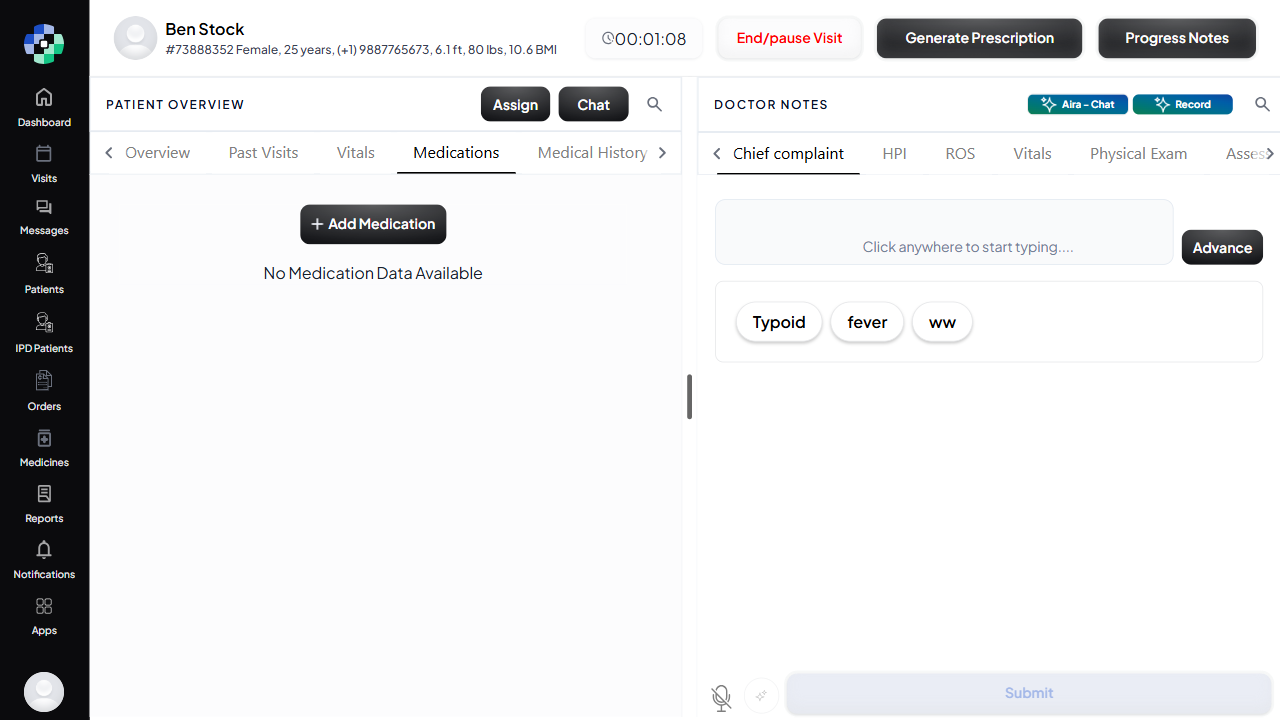 Ben Stock
#73888352 Female, 25 years, (+1) 9887765673, 6.1 ft, 80 lbs, 10.6 BMI
00:01:08
End/pause Visit
Generate Prescription
Progress Notes
Dashboard
Visits
Messages
Patients
IPD Patients
Orders
Medicines
Reports
Notifications
Apps
PATIENT OVERVIEW
Assign
Chat
Overview
Past Visits
Vitals
Medications
Medical History
+ Add Medication
No Medication Data Available
DOCTOR NOTES
Aira - Chat
Record
Chief complaint
HPI
ROS
Vitals
Physical Exam
Asses
Click anywhere to start typing....
Advance
Typoid
fever
ww
Submit